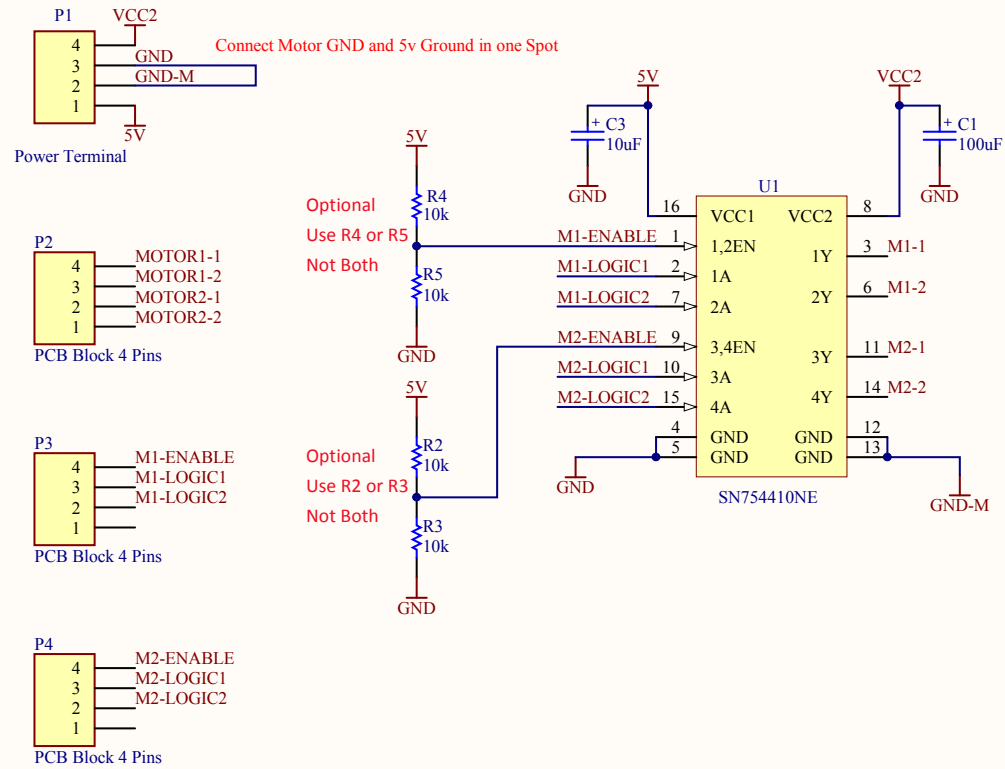 P1
VCC2
4
GND
3
GND-M
2
1
5V
Power Terminal
Connect Motor GND and 5v Ground in one Spot
P2
MOTOR1-1
4
MOTOR1-2
3
MOTOR2-1
2
MOTOR2-2
1
PCB Block 4 Pins
P3
M1-ENABLE
4
M1-LOGIC1
3
M1-LOGIC2
2
1
PCB Block 4 Pins
P4
M2-ENABLE
4
M2-LOGIC1
3
M2-LOGIC2
2
1
PCB Block 4 Pins
5V
R4
10k
Optional
Use R4 or R5
Not Both
R5
10k
GND
5V
R2
10k
Optional
Use R2 or R3
Not Both
R3
10k
GND
5V
+ C3
10uF
GND
VCC2
+ C1
100uF
GND
U1
16 VCC1 VCC2 8
M1-ENABLE 1 1,2EN
1Y 3 M1-1
M1-LOGIC1 2 1A
2Y 6 M1-2
M1-LOGIC2 7 2A
M2-ENABLE 9 3,4EN
3Y 11 M2-1
M2-LOGIC1 10 3A
4Y 14 M2-2
M2-LOGIC2 15 4A
4 GND GND 12
5 GND GND 13
GND
GND-M
SN754410NE